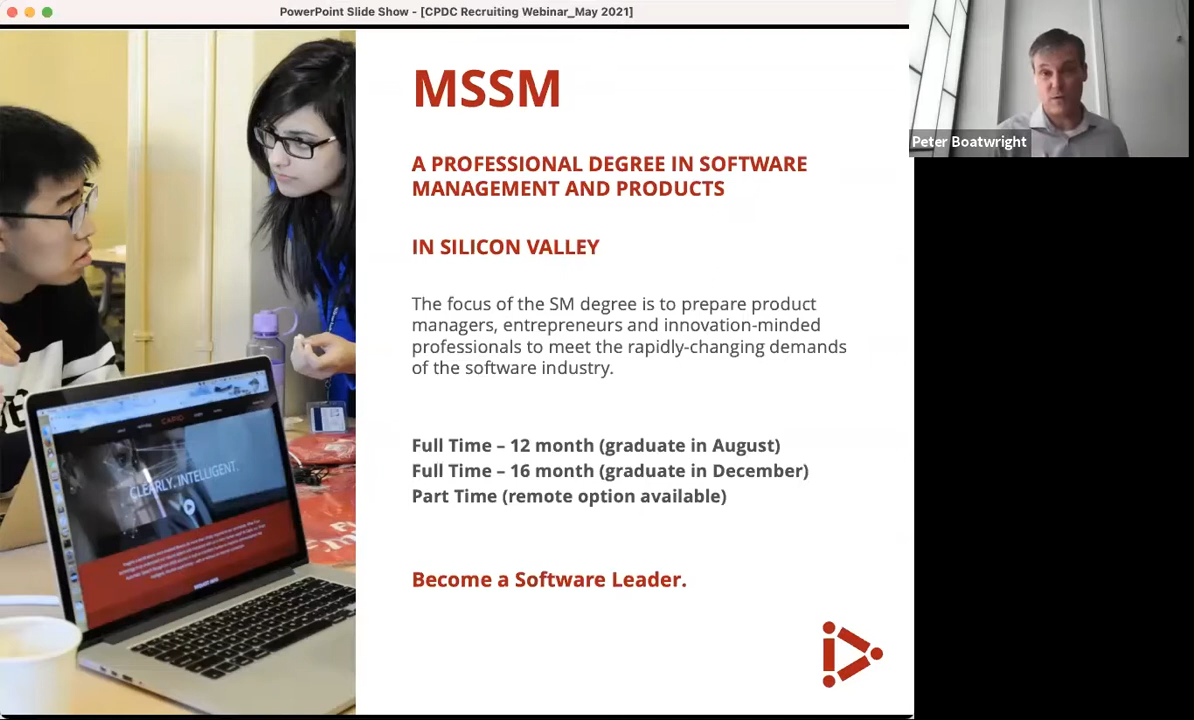 PowerPoint Slide Show - [CPDC Recruiting Webinar_May 2021]
MSSM
A PROFESSIONAL DEGREE IN SOFTWARE
MANAGEMENT AND PRODUCTS
IN SILICON VALLEY
The focus of the SM degree is to prepare product
managers, entrepreneurs and innovation-minded
professionals to meet the rapidly-changing demands
of the software industry.
Full Time – 12 month (graduate in August)
Full Time – 16 month (graduate in December)
Part Time (remote option available)
Become a Software Leader.
Peter Boatwright
CLEARLY. INTELLIGENT.